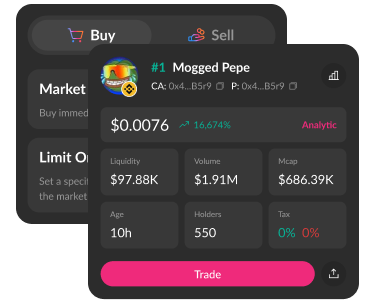 Buy
Sell
Market
Buy immed
Limit Or
Set a specif
the market
#1 Mogged Pepe
CA: 0x4...B5r9 P: 0x4...B5r9
$0.0076 16,674% Analytic
Liquidity Volume Mcap
$97.88K $1.91M $686.39K
Age Holders Tax
10h 550 0% 0%
Trade